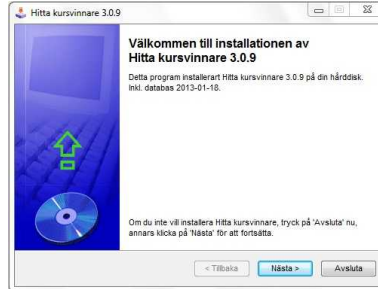 Hitta kursvinnare 3.0.9
Välkommen till installationen av
Hitta kursvinnare 3.0.9
Detta program installerart Hitta kursvinnare 3.0.9 på din hårddisk.
Inkl. databas 2013-01-18.
Om du inte vill installera Hitta kursvinnare, tryck på 'Avsluta' nu,
annars klicka på 'Nästa' för att fortsätta.
< Tillbaka Nästa > Avsluta